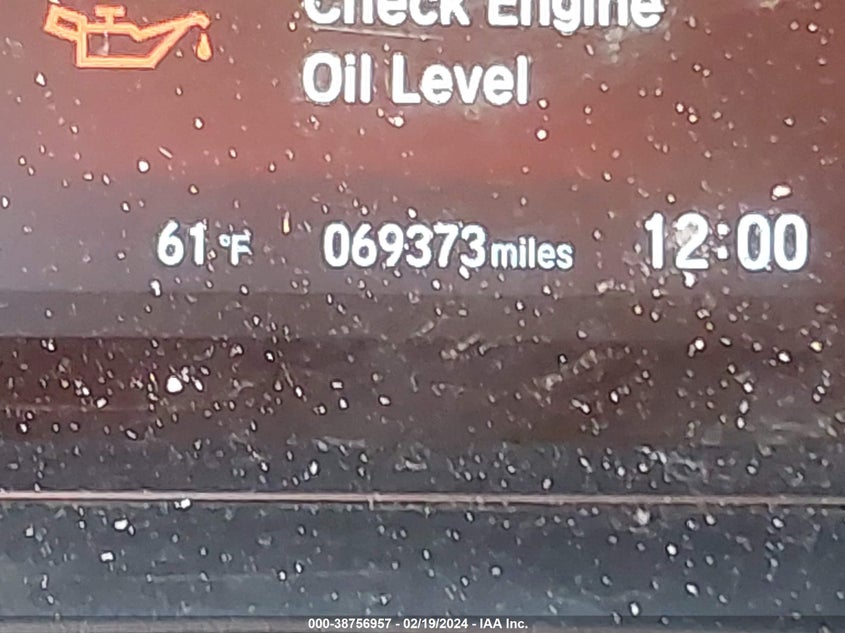 Check Engine
Oil Level
61°F 069373 miles 12:00
000-38756957 - 02/19/2024 - IAA Inc.